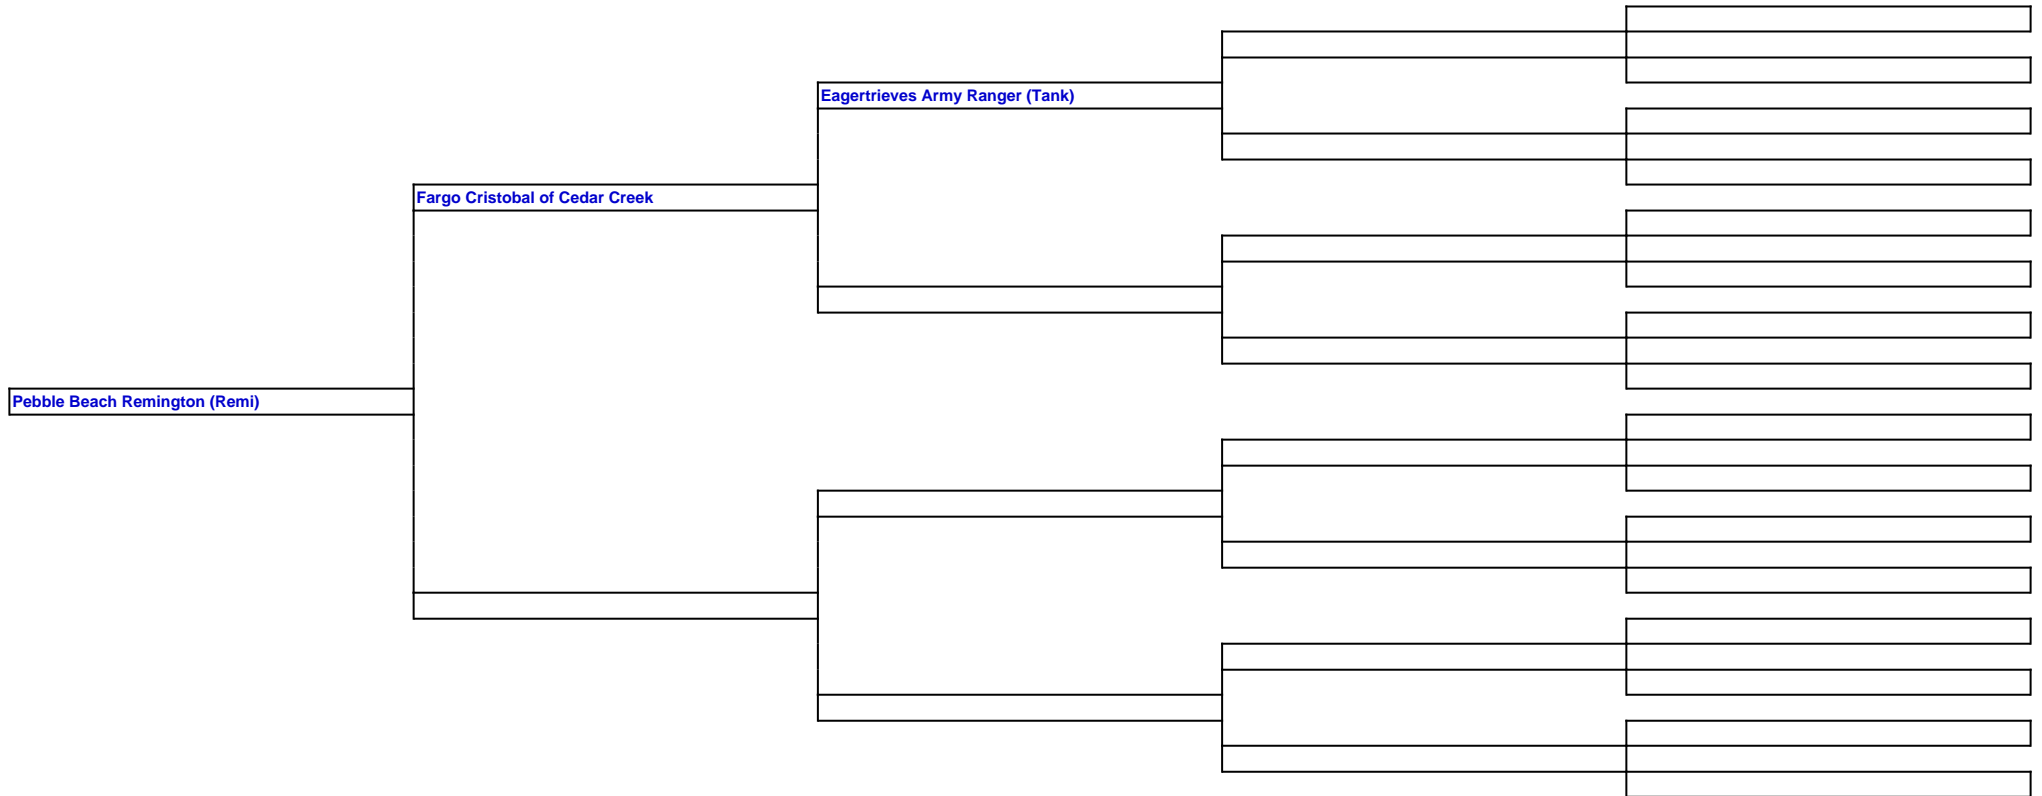 Eagertrieves Army Ranger (Tank)
Fargo Cristobal of Cedar Creek
Pebble Beach Remington (Remi)